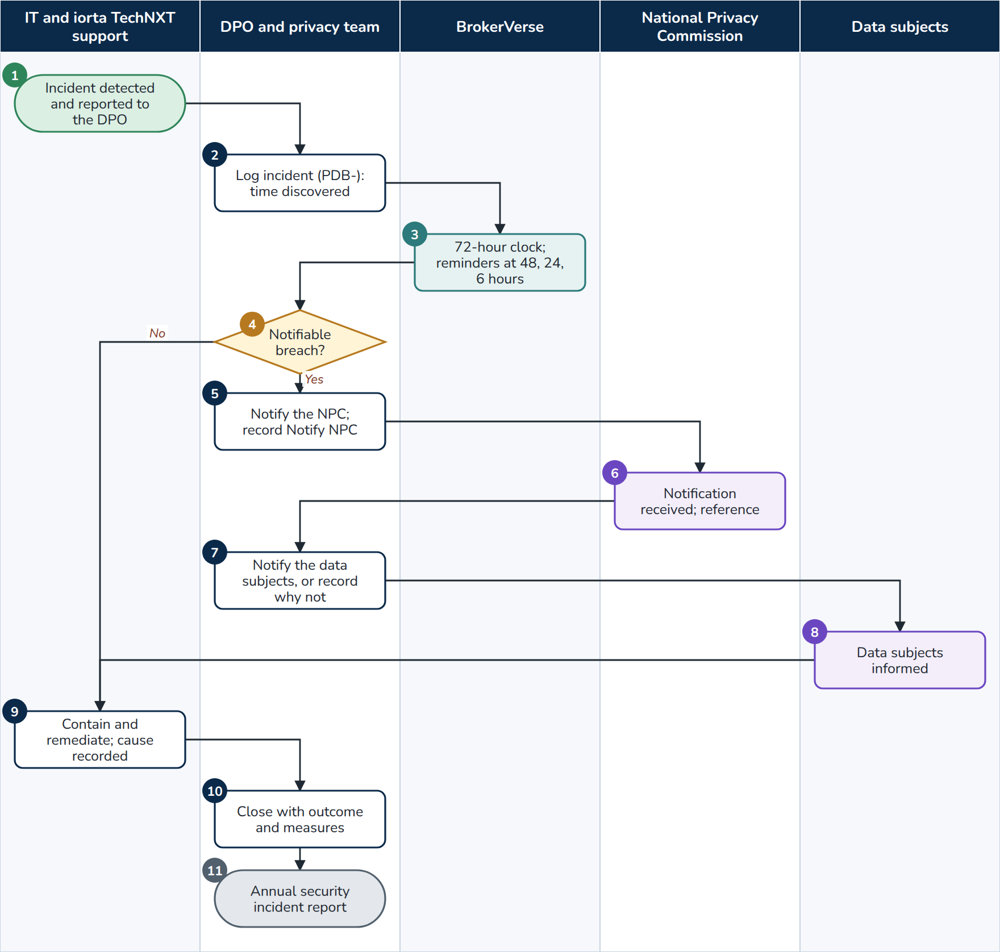 IT and iorta TechNXT
support
DPO and privacy team
BrokerVerse
National Privacy
Commission
Data subjects
1
Incident detected
and reported to
the DPO
2
Log incident (PDB-):
time discovered
3
72-hour clock;
reminders at 48, 24,
6 hours
4
Notifiable
breach?
No
Yes
5
Notify the NPC;
record Notify NPC
6
Notification
received; reference
7
Notify the data
subjects, or record
why not
8
Data subjects
informed
9
Contain and
remediate; cause
recorded
10
Close with outcome
and measures
11
Annual security
incident report